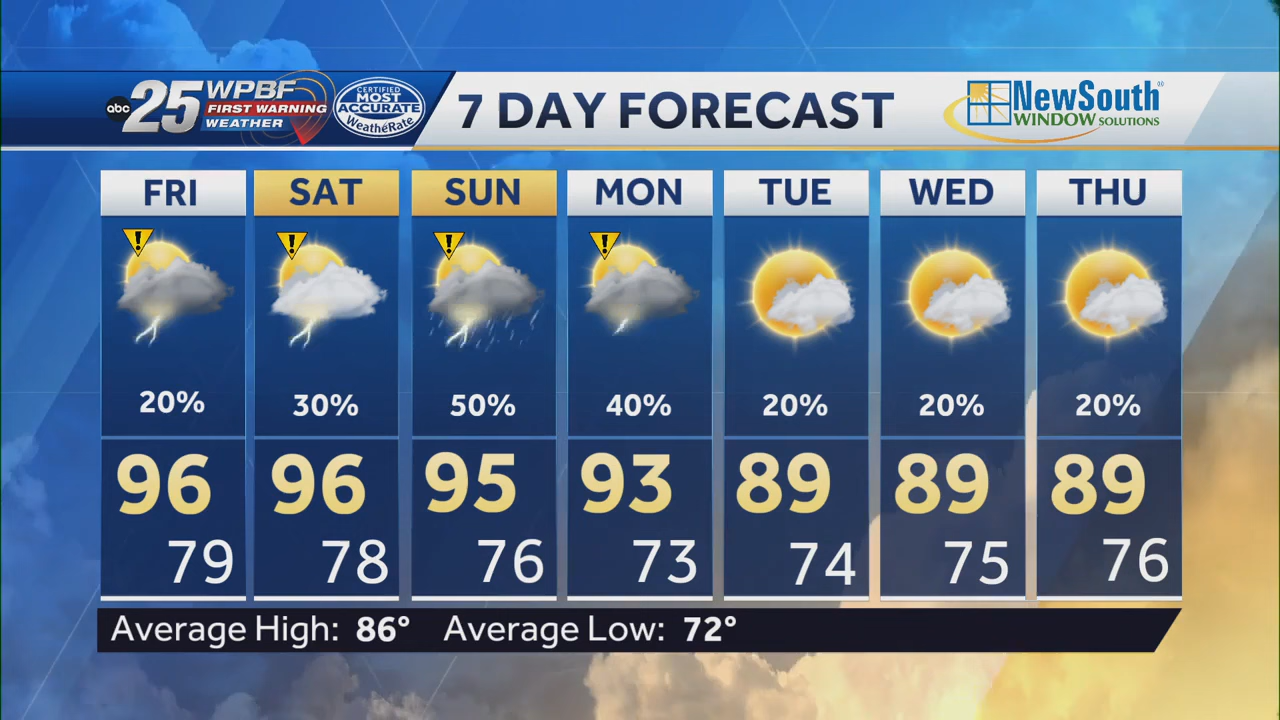 abc 25 WPBF
FIRST WARNING
WEATHER
CERTIFIED
MOST
ACCURATE
WeatheRate
7 DAY FORECAST
NewSouth
WINDOW SOLUTIONS
FRI SAT SUN MON TUE WED THU
! ! ! !
20% 30% 50% 40% 20% 20% 20%
96 96 95 93 89 89 89
79 78 76 73 74 75 76
Average High: 86° Average Low: 72°